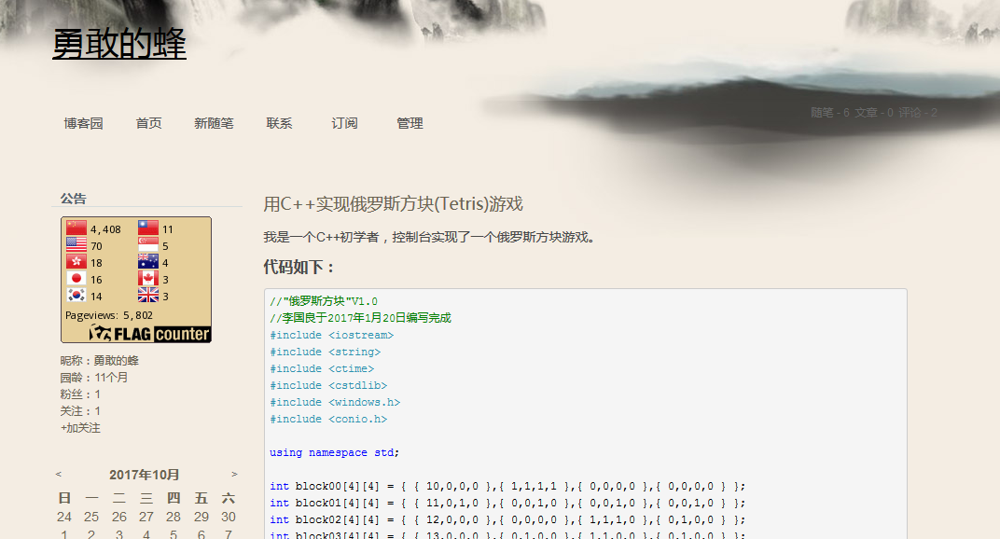 勇敢的蜂
博客园 首页 新随笔 联系 订阅 管理
随笔 - 6 文章 - 0 评论 - 2
公告
4,408 11
70 5
18 4
16 3
14 3
Pageviews: 5,802
FLAG counter
昵称：勇敢的蜂
园龄：11个月
粉丝：1
关注：1
+加关注
< 2017年10月 >
日 一 二 三 四 五 六
24 25 26 27 28 29 30
1 2 3 4 5 6 7
用C++实现俄罗斯方块(Tetris)游戏
我是一个C++初学者，控制台实现了一个俄罗斯方块游戏。
代码如下：
//"俄罗斯方块"V1.0
//李国良于2017年1月20日编写完成
#include <iostream>
#include <string>
#include <ctime>
#include <cstdlib>
#include <windows.h>
#include <conio.h>
using namespace std;
int block00[4][4] = { { 10,0,0,0 },{ 1,1,1,1 },{ 0,0,0,0 },{ 0,0,0,0 } };
int block01[4][4] = { { 11,0,1,0 },{ 0,0,1,0 },{ 0,0,1,0 },{ 0,0,1,0 } };
int block02[4][4] = { { 12,0,0,0 },{ 0,0,0,0 },{ 1,1,1,0 },{ 0,1,0,0 } };
int block03[4][4] = { { 13,0,0,0 },{ 0,1,0,0 },{ 1,1,0,0 },{ 0,1,0,0 } };